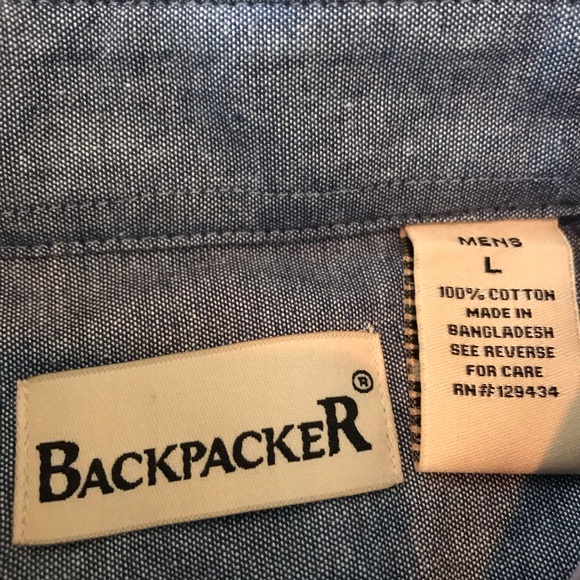 MENS
L
100% COTTON
MADE IN
BANGLADESH
SEE REVERSE
FOR CARE
RN#129434
BACKPACKER®